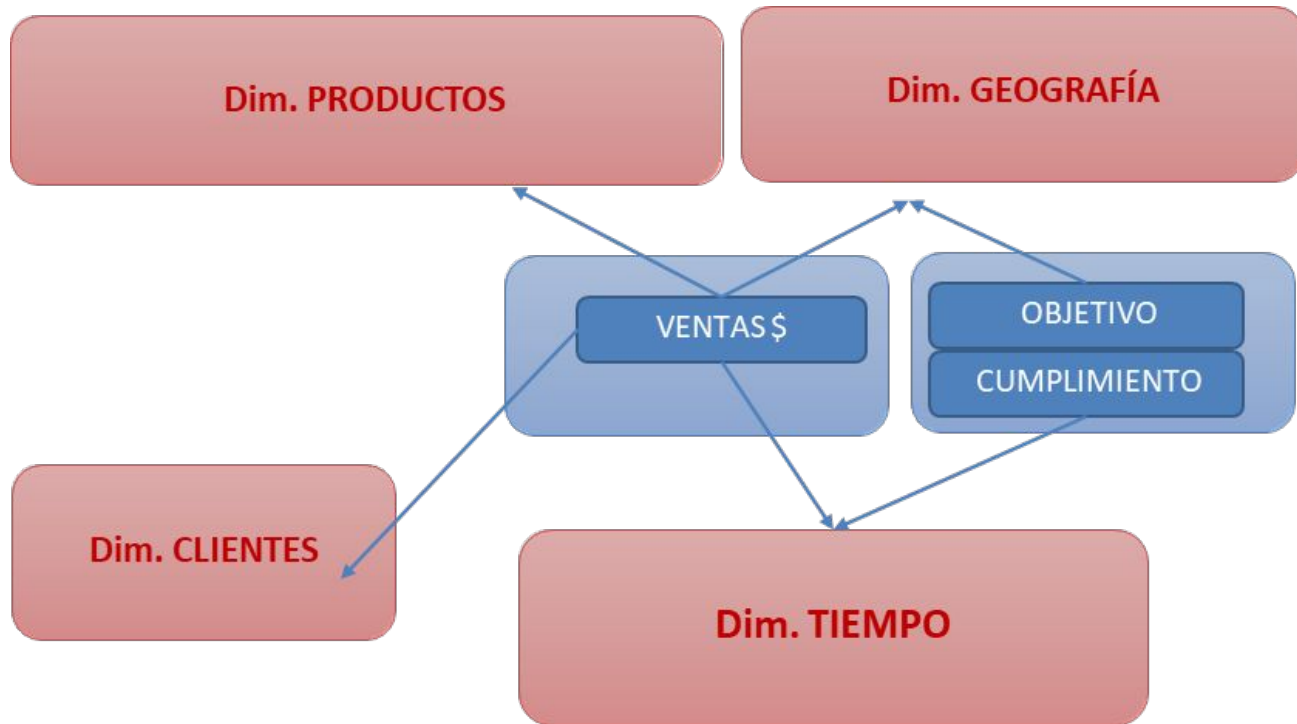 Dim. PRODUCTOS
Dim. GEOGRAFÍA
VENTAS $
OBJETIVO
CUMPLIMIENTO
Dim. CLIENTES
Dim. TIEMPO